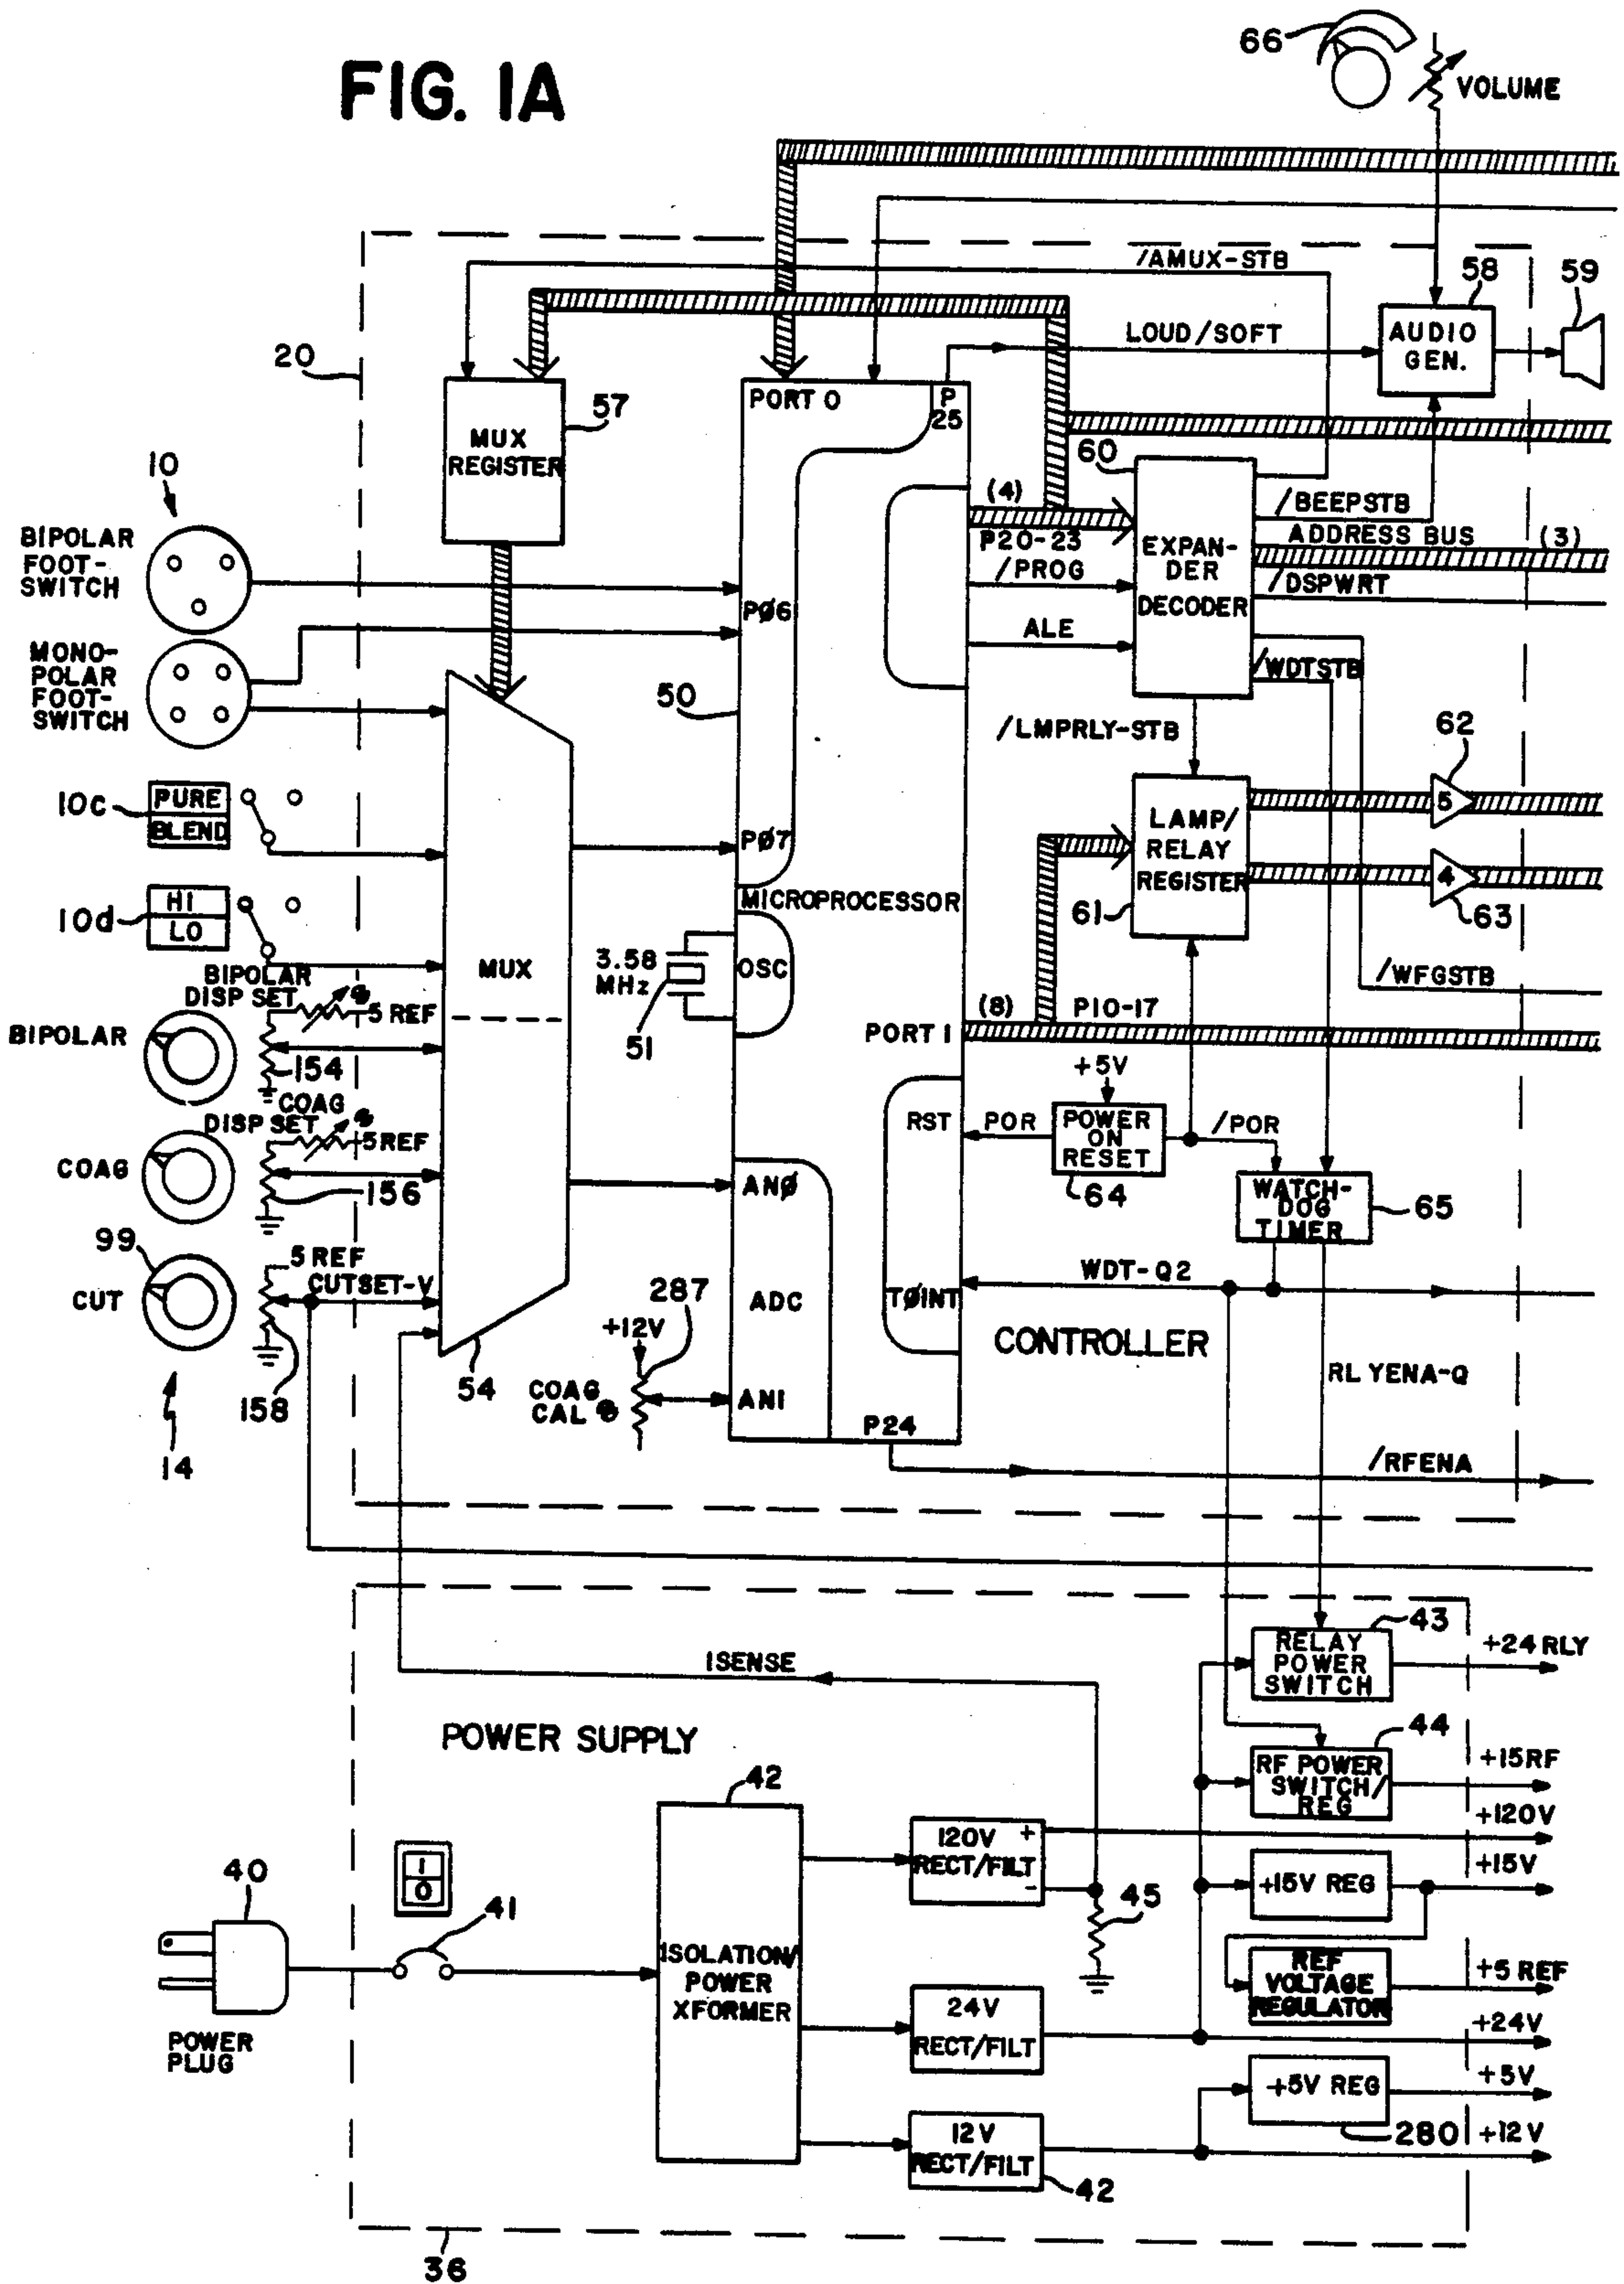 FIG. 1A
66
VOLUME
/AMUX-STB
58
59
LOUD/SOFT
AUDIO
GEN.
20
PORT 0
P
25
57
MUX
REGISTER
10
60
(4)
/BEEPSTB
BIPOLAR
FOOT-
SWITCH
P20-23
ADDRESS BUS
(3)
EXPAN-
DER
DECODER
/PROG
/DSPWRT
PØ6
ALE
MONO-
POLAR
FOOT-
SWITCH
/WDTSTB
50
/LMPRLY-STB
62
10c
PURE
BLEND
5
LAMP/
RELAY
REGISTER
PØ7
4
10d
HI
LO
MICROPROCESSOR
61
63
MUX
3.58
MHz
OSC
BIPOLAR
DISP SET
5 REF
/WFGSTB
(8)
P10-17
BIPOLAR
51
PORT 1
154
+5V
COAG
DISP SET
5REF
RST
POR
POWER
ON
RESET
/POR
COAG
156
ANØ
64
WATCH-
DOG
TIMER
65
99
5 REF
CUTSET-V
WDT-Q2
CUT
287
ADC
TØINT
+12V
CONTROLLER
54
COAG
CAL
AN1
RLYENA-Q
158
P24
14
/RFENA
43
RELAY
POWER
SWITCH
+24 RLY
ISENSE
POWER SUPPLY
44
42
RF POWER
SWITCH/
REG
+15RF
+120V
120V
RECT/FILT
+
-
40
1
0
+15V
+15V REG
41
45
ISOLATION/
POWER
XFORMER
REF
VOLTAGE
REGULATOR
+5 REF
24V
RECT/FILT
+24V
POWER
PLUG
+5V REG
+5V
12V
RECT/FILT
280
+12V
42
36